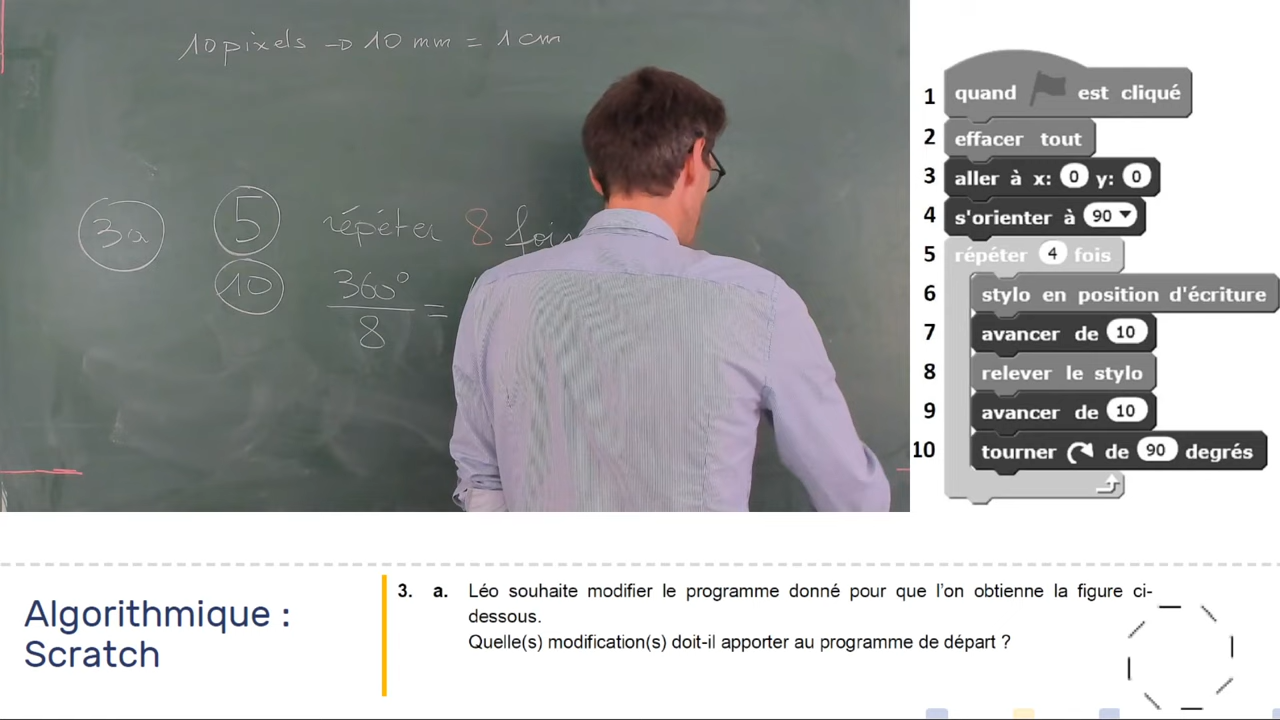 10 pixels → 10 mm = 1 cm
3a 5 répéter 8 fois
10 360° / 8 =
1 quand est cliqué
2 effacer tout
3 aller à x: 0 y: 0
4 s'orienter à 90
5 répéter 4 fois
6 stylo en position d'écriture
7 avancer de 10
8 relever le stylo
9 avancer de 10
10 tourner de 90 degrés
Algorithmique :
Scratch
3. a. Léo souhaite modifier le programme donné pour que l'on obtienne la figure ci-
dessous.
Quelle(s) modification(s) doit-il apporter au programme de départ ?